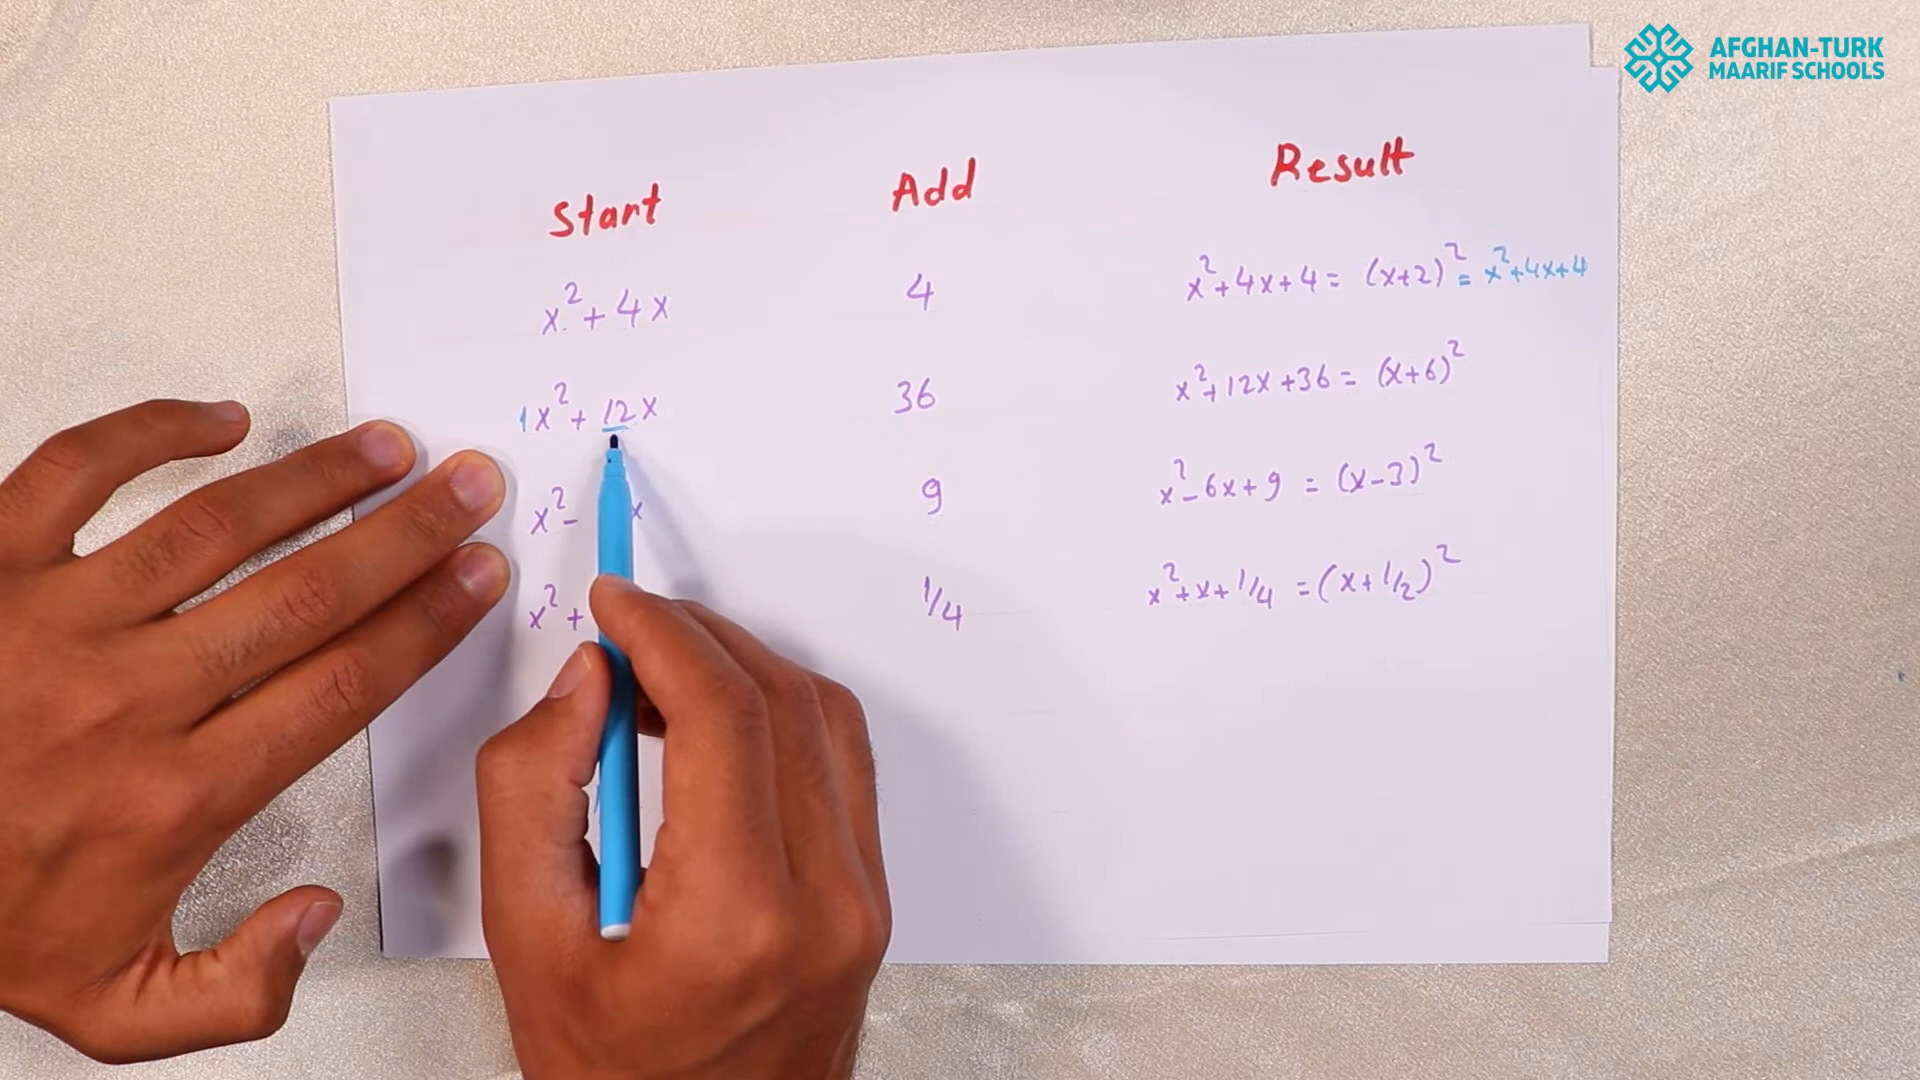 AFGHAN-TURK
MAARIF SCHOOLS
Start Add Result
x² + 4x 4 x² + 4x + 4 = (x+2)² = x² + 4x + 4
1x² + 12x 36 x² + 12x + 36 = (x+6)²
x² - x 9 x² - 6x + 9 = (x-3)²
x² + 1/4 x² + x + 1/4 = (x + 1/2)²